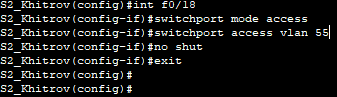 S2_Khitrov(config)#int f0/18
S2_Khitrov(config-if)#switchport mode access
S2_Khitrov(config-if)#switchport access vlan 55
S2_Khitrov(config-if)#no shut
S2_Khitrov(config-if)#exit
S2_Khitrov(config)#
S2_Khitrov(config)#